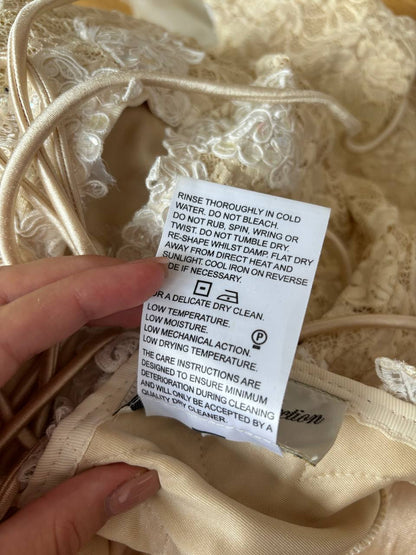 RINSE THOROUGHLY IN COLD
WATER. DO NOT BLEACH.
DO NOT RUB, SPIN, WRING OR
TWIST. DO NOT TUMBLE DRY.
RE-SHAPE WHILST DAMP. FLAT DRY
AWAY FROM DIRECT HEAT AND
SUNLIGHT. COOL IRON ON REVERSE
DE IF NECESSARY.
OR A DELICATE DRY CLEAN.
LOW TEMPERATURE.
LOW MOISTURE.
LOW MECHANICAL ACTION.
LOW DRYING TEMPERATURE.
P
THE CARE INSTRUCTIONS ARE
DESIGNED TO ENSURE MINIMUM
DETERIORATION DURING CLEANING
AND WILL ONLY BE ACCEPTED BY A
QUALITY DRY CLEANER.